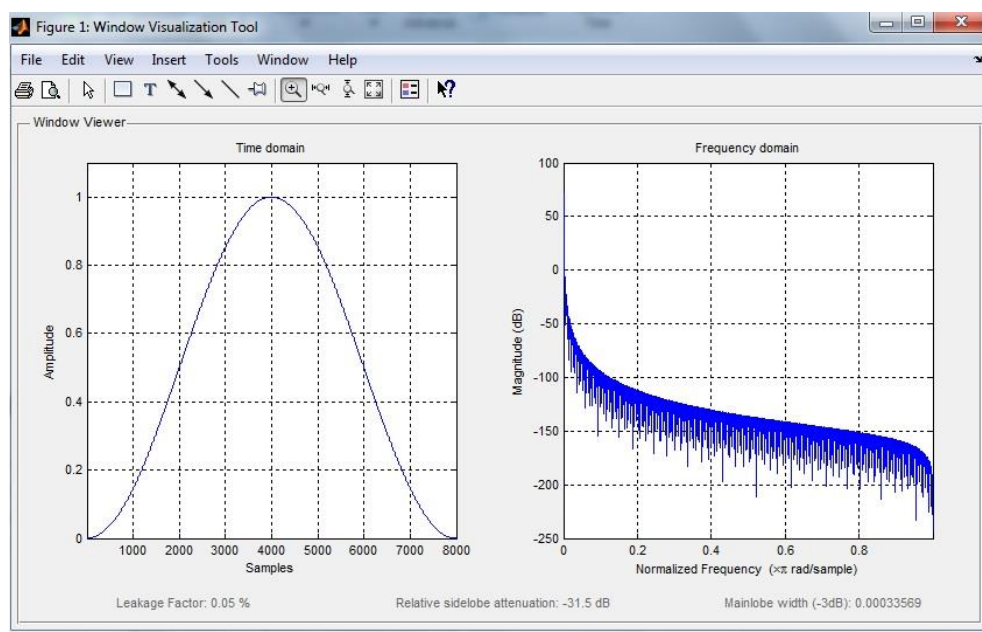 Figure 1: Window Visualization Tool
File Edit View Insert Tools Window Help
T
Window Viewer
Time domain
1
0.8
0.6
0.4
0.2
0
Amplitude
1000 2000 3000 4000 5000 6000 7000 8000
Samples
Frequency domain
100
50
0
-50
-100
-150
-200
-250
Magnitude (dB)
0 0.2 0.4 0.6 0.8
Normalized Frequency (×π rad/sample)
Leakage Factor: 0.05 %
Relative sidelobe attenuation: -31.5 dB
Mainlobe width (-3dB): 0.00033569